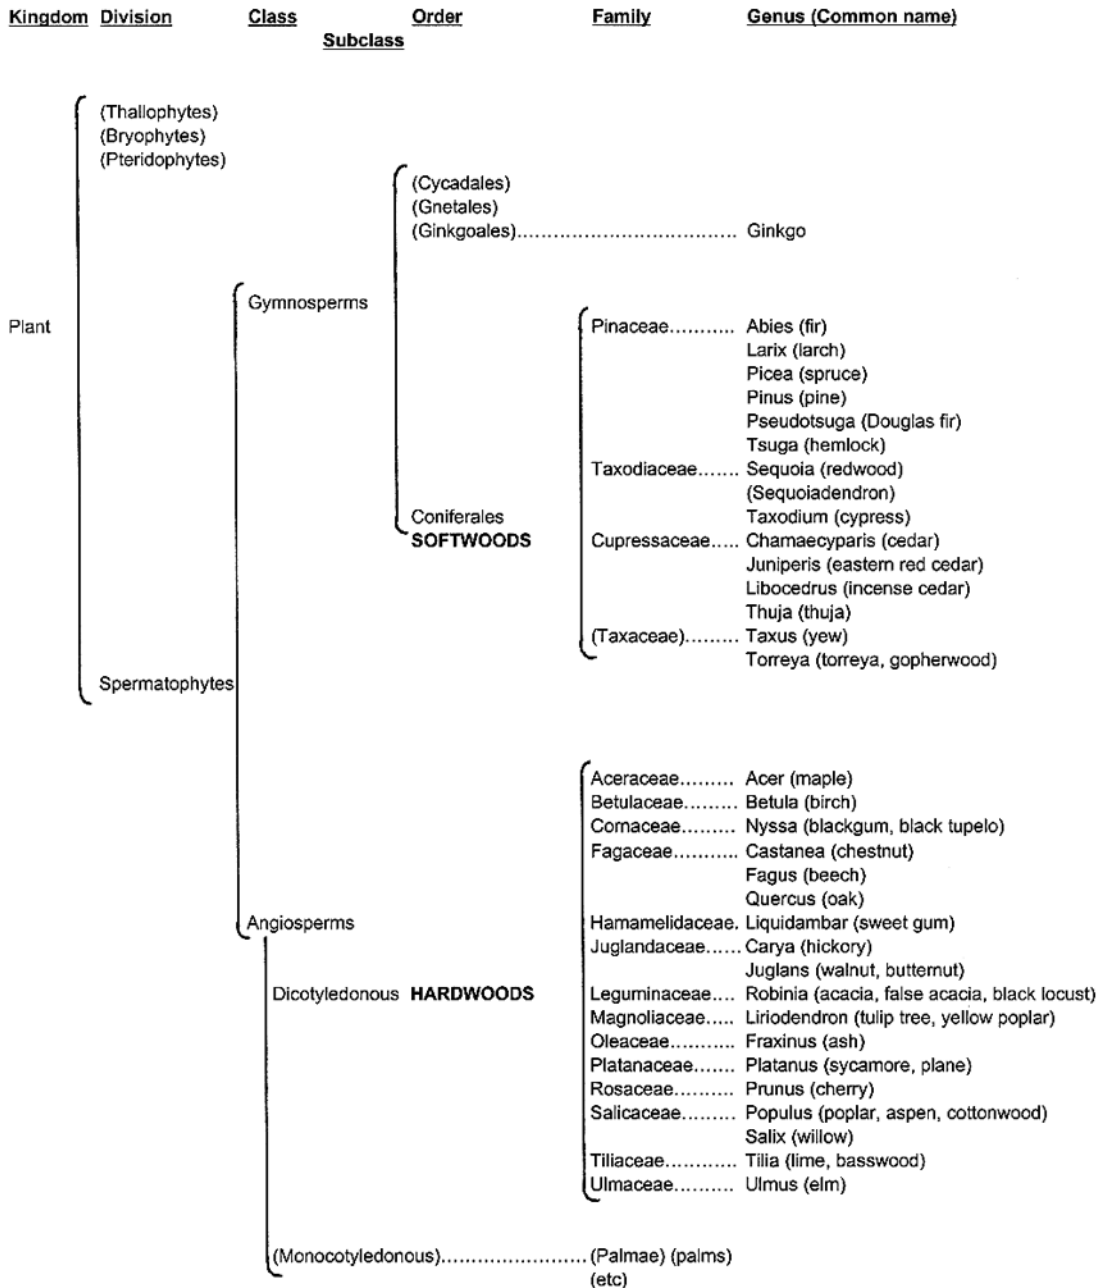 Kingdom Division Class Order Family Genus (Common name)
Subclass
(Thallophytes)
(Bryophytes)
(Pteridophytes)
(Cycadales)
(Gnetales)
(Ginkgoales).................................... Ginkgo
Gymnosperms
Plant Pinaceae........... Abies (fir)
Larix (larch)
Picea (spruce)
Pinus (pine)
Pseudotsuga (Douglas fir)
Tsuga (hemlock)
Taxodiaceae....... Sequoia (redwood)
(Sequoiadendron)
Coniferales Taxodium (cypress)
SOFTWOODS Cupressaceae..... Chamaecyparis (cedar)
Juniperis (eastern red cedar)
Libocedrus (incense cedar)
Thuja (thuja)
(Taxaceae)......... Taxus (yew)
Torreya (torreya, gopherwood)
Spermatophytes
Aceraceae......... Acer (maple)
Betulaceae......... Betula (birch)
Cornaceae......... Nyssa (blackgum, black tupelo)
Fagaceae........... Castanea (chestnut)
Fagus (beech)
Quercus (oak)
Angiosperms Hamamelidaceae. Liquidambar (sweet gum)
Juglandaceae...... Carya (hickory)
Juglans (walnut, butternut)
Dicotyledonous HARDWOODS Leguminaceae.... Robinia (acacia, false acacia, black locust)
Magnoliaceae..... Liriodendron (tulip tree, yellow poplar)
Oleaceae........... Fraxinus (ash)
Platanaceae....... Platanus (sycamore, plane)
Rosaceae........... Prunus (cherry)
Salicaceae......... Populus (poplar, aspen, cottonwood)
Salix (willow)
Tiliaceae............ Tilia (lime, basswood)
Ulmaceae.......... Ulmus (elm)
(Monocotyledonous)........................ (Palmae) (palms)
(etc)